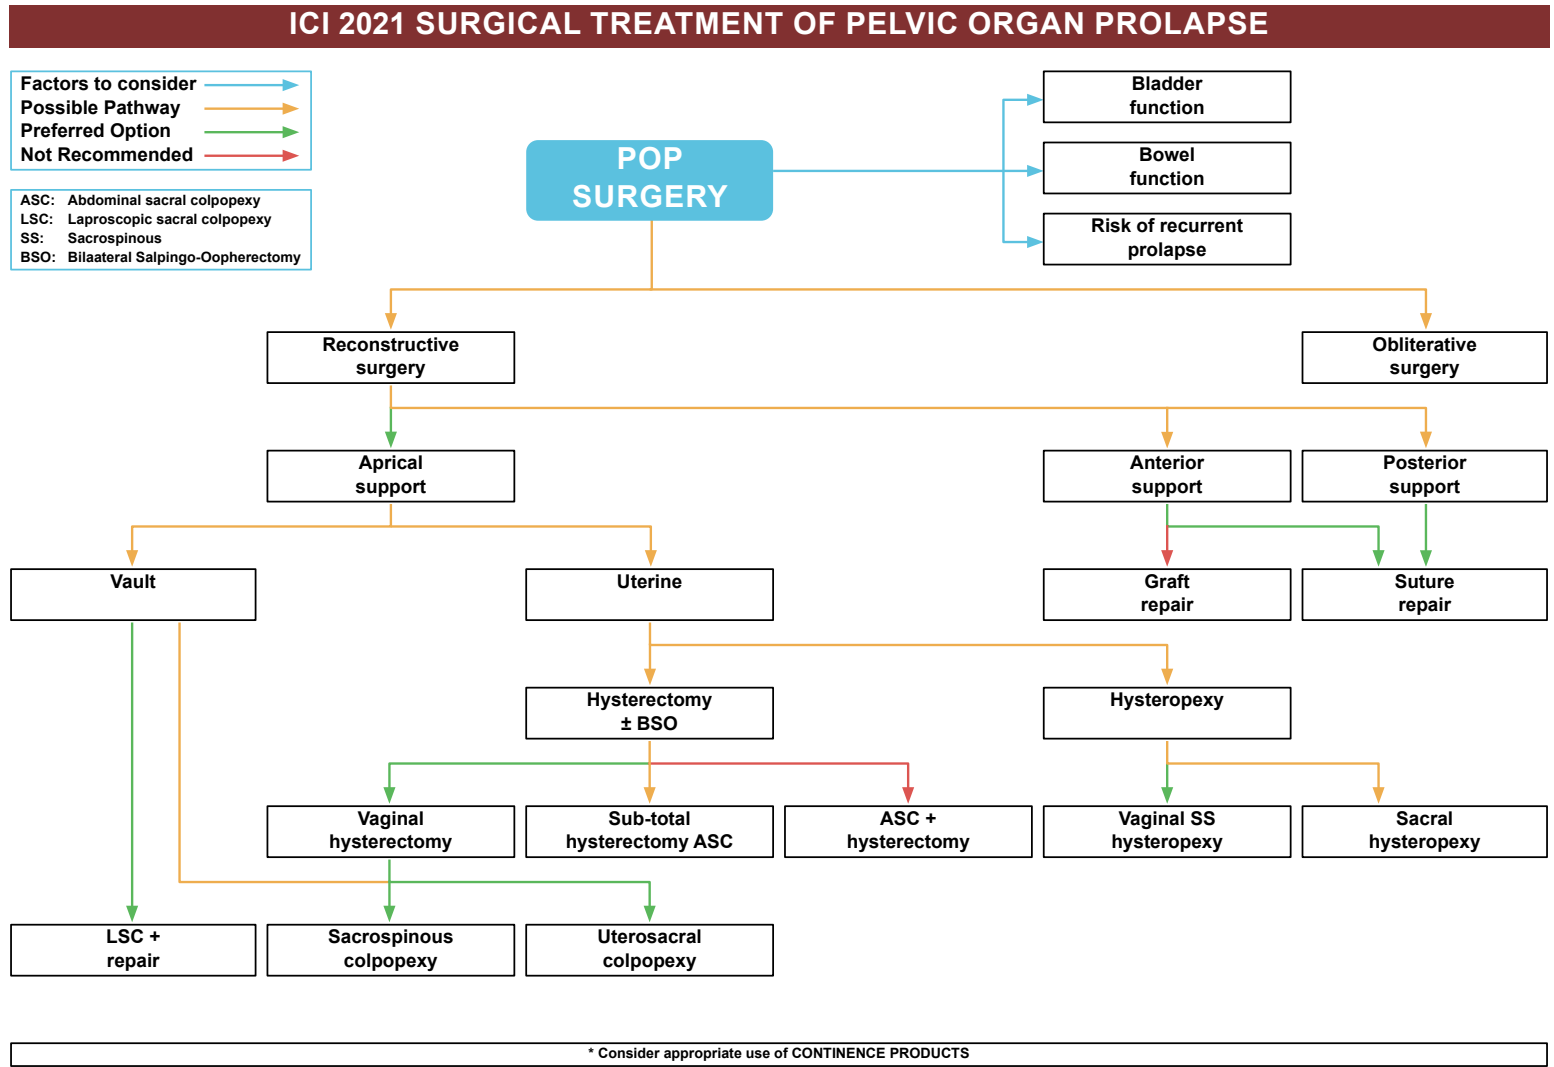 ICI 2021 SURGICAL TREATMENT OF PELVIC ORGAN PROLAPSE
Factors to consider
Possible Pathway
Preferred Option
Not Recommended
ASC: Abdominal sacral colpopexy
LSC: Laproscopic sacral colpopexy
SS: Sacrospinous
BSO: Bilaateral Salpingo-Oopherectomy
POP
SURGERY
Bladder
function
Bowel
function
Risk of recurrent
prolapse
Reconstructive
surgery
Obliterative
surgery
Aprical
support
Anterior
support
Posterior
support
Vault
Uterine
Graft
repair
Suture
repair
Hysterectomy
± BSO
Hysteropexy
Vaginal
hysterectomy
Sub-total
hysterectomy ASC
ASC +
hysterectomy
Vaginal SS
hysteropexy
Sacral
hysteropexy
LSC +
repair
Sacrospinous
colpopexy
Uterosacral
colpopexy
* Consider appropriate use of CONTINENCE PRODUCTS